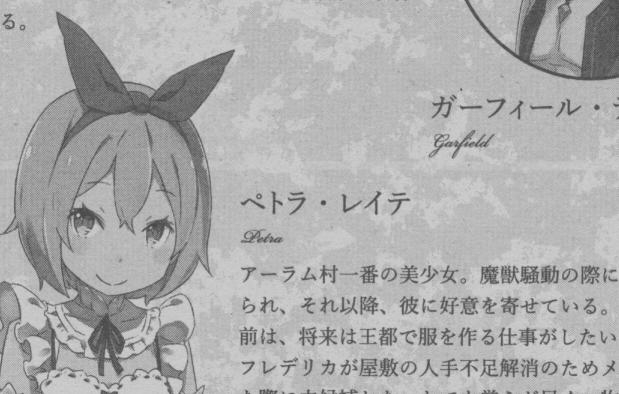 る。
ガーフィール・
Garfield
ペトラ・レイテ
Petra
アーラム村一番の美少女。魔獣騒動の際に
られ、それ以降、彼に好意を寄せている。
前は、将来は王都で服を作る仕事がしたい
フレデリカが屋敷の人手不足解消のためメ